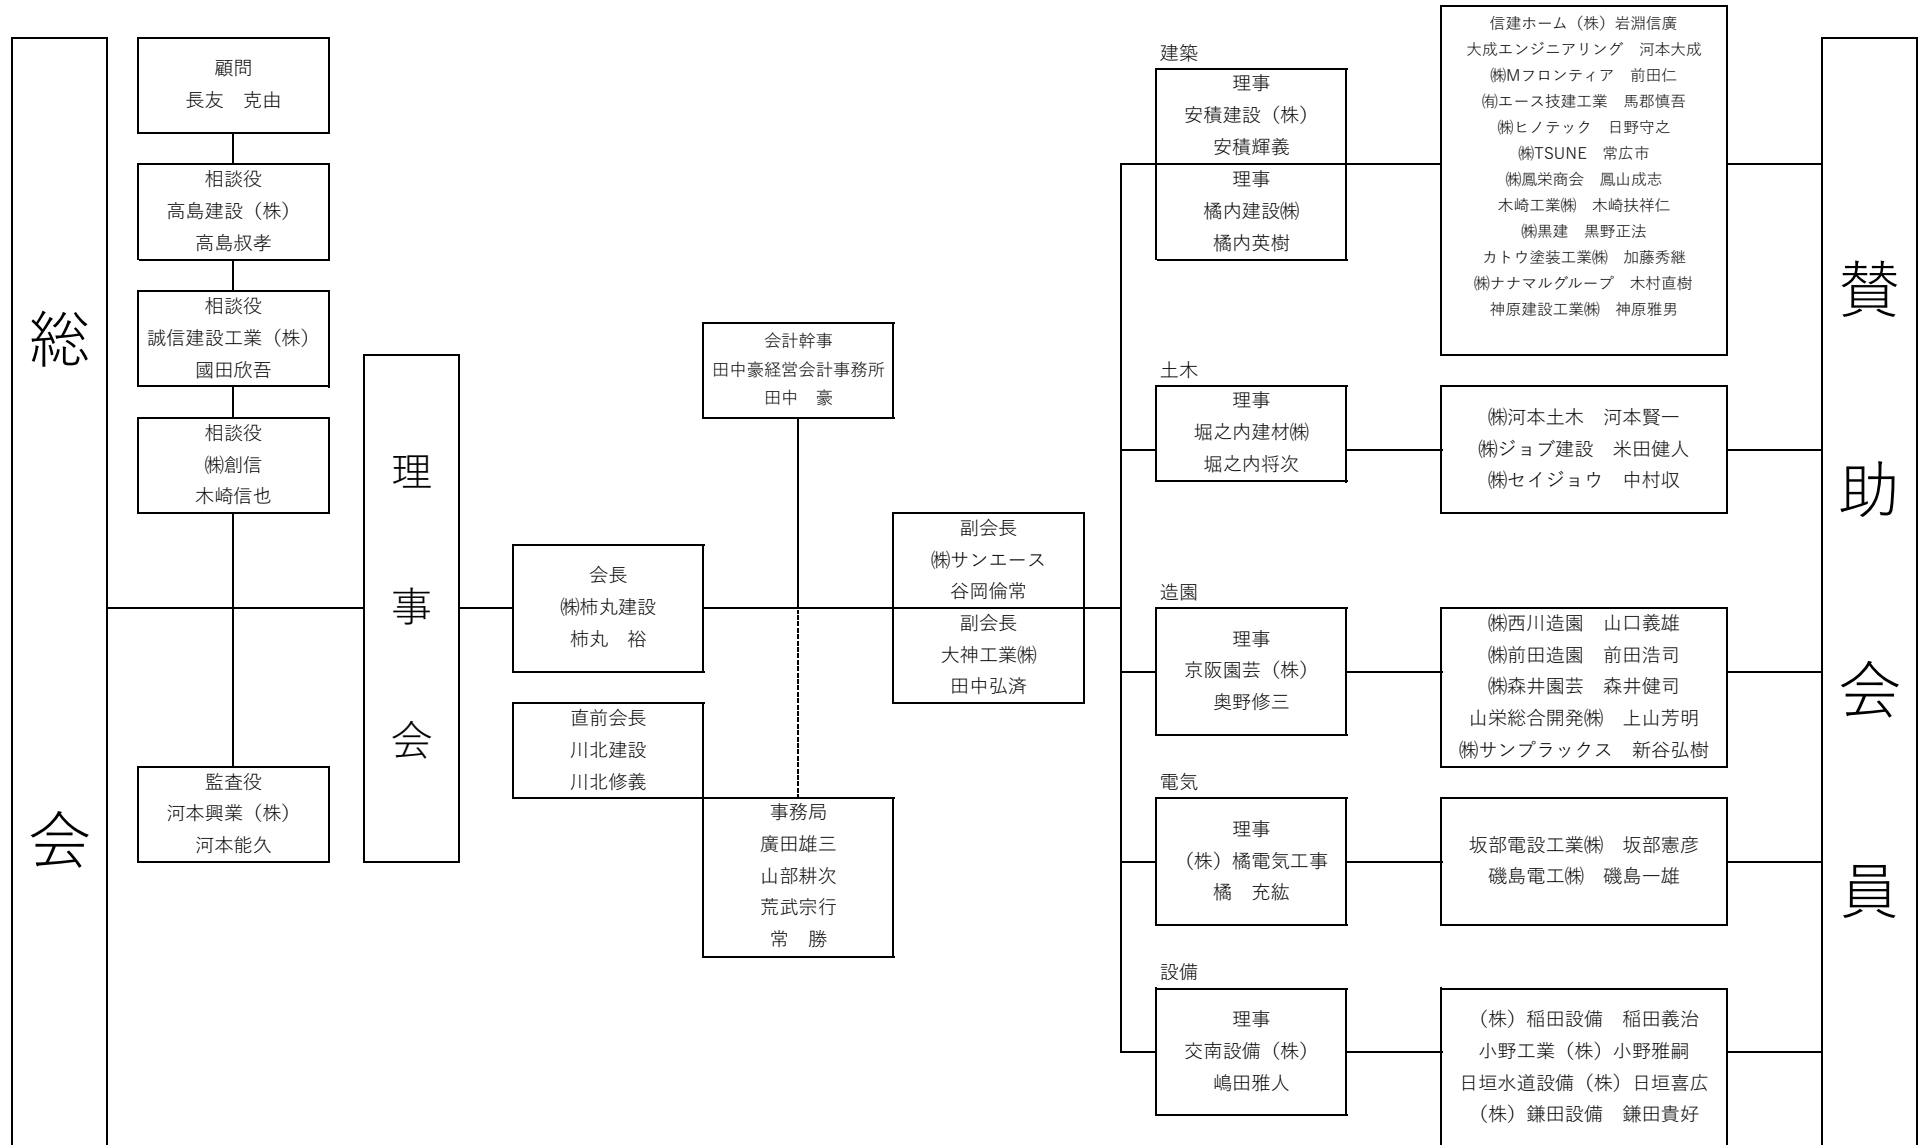 総会
顧問
長友　克由
相談役
高島建設（株）
高島叔孝
相談役
誠信建設工業（株）
國田欣吾
相談役
㈱創信
木崎信也
監査役
河本興業（株）
河本能久
理事会
会長
㈱柿丸建設
柿丸　裕
直前会長
川北建設
川北修義
会計幹事
田中豪経営会計事務所
田中　豪
事務局
廣田雄三
山部耕次
荒武宗行
常　勝
副会長
㈱サンエース
谷岡倫常
副会長
大神工業㈱
田中弘済
建築
理事
安積建設（株）
安積輝義
理事
橘内建設㈱
橘内英樹
信建ホーム（株）岩淵信廣
大成エンジニアリング　河本大成
㈱Mフロンティア　前田仁
㈲エース技建工業　馬郡慎吾
㈱ヒノテック　日野守之
㈱TSUNE　常広市
㈱鳳栄商会　鳳山成志
木崎工業㈱　木崎扶祥仁
㈱黒建　黒野正法
カトウ塗装工業㈱　加藤秀継
㈱ナナマルグループ　木村直樹
神原建設工業㈱　神原雅男
土木
理事
堀之内建材㈱
堀之内将次
㈱河本土木　河本賢一
㈱ジョブ建設　米田健人
㈱セイジョウ　中村収
造園
理事
京阪園芸（株）
奥野修三
㈱西川造園　山口義雄
㈱前田造園　前田浩司
㈱森井園芸　森井健司
山栄総合開発㈱　上山芳明
㈱サンプラックス　新谷弘樹
電気
理事
（株）橘電気工事
橘　充紘
坂部電設工業㈱　坂部憲彦
磯島電工㈱　磯島一雄
設備
理事
交南設備（株）
嶋田雅人
（株）稲田設備　稲田義治
小野工業（株）小野雅嗣
日垣水道設備（株）日垣喜広
（株）鎌田設備　鎌田貴好
賛助会員